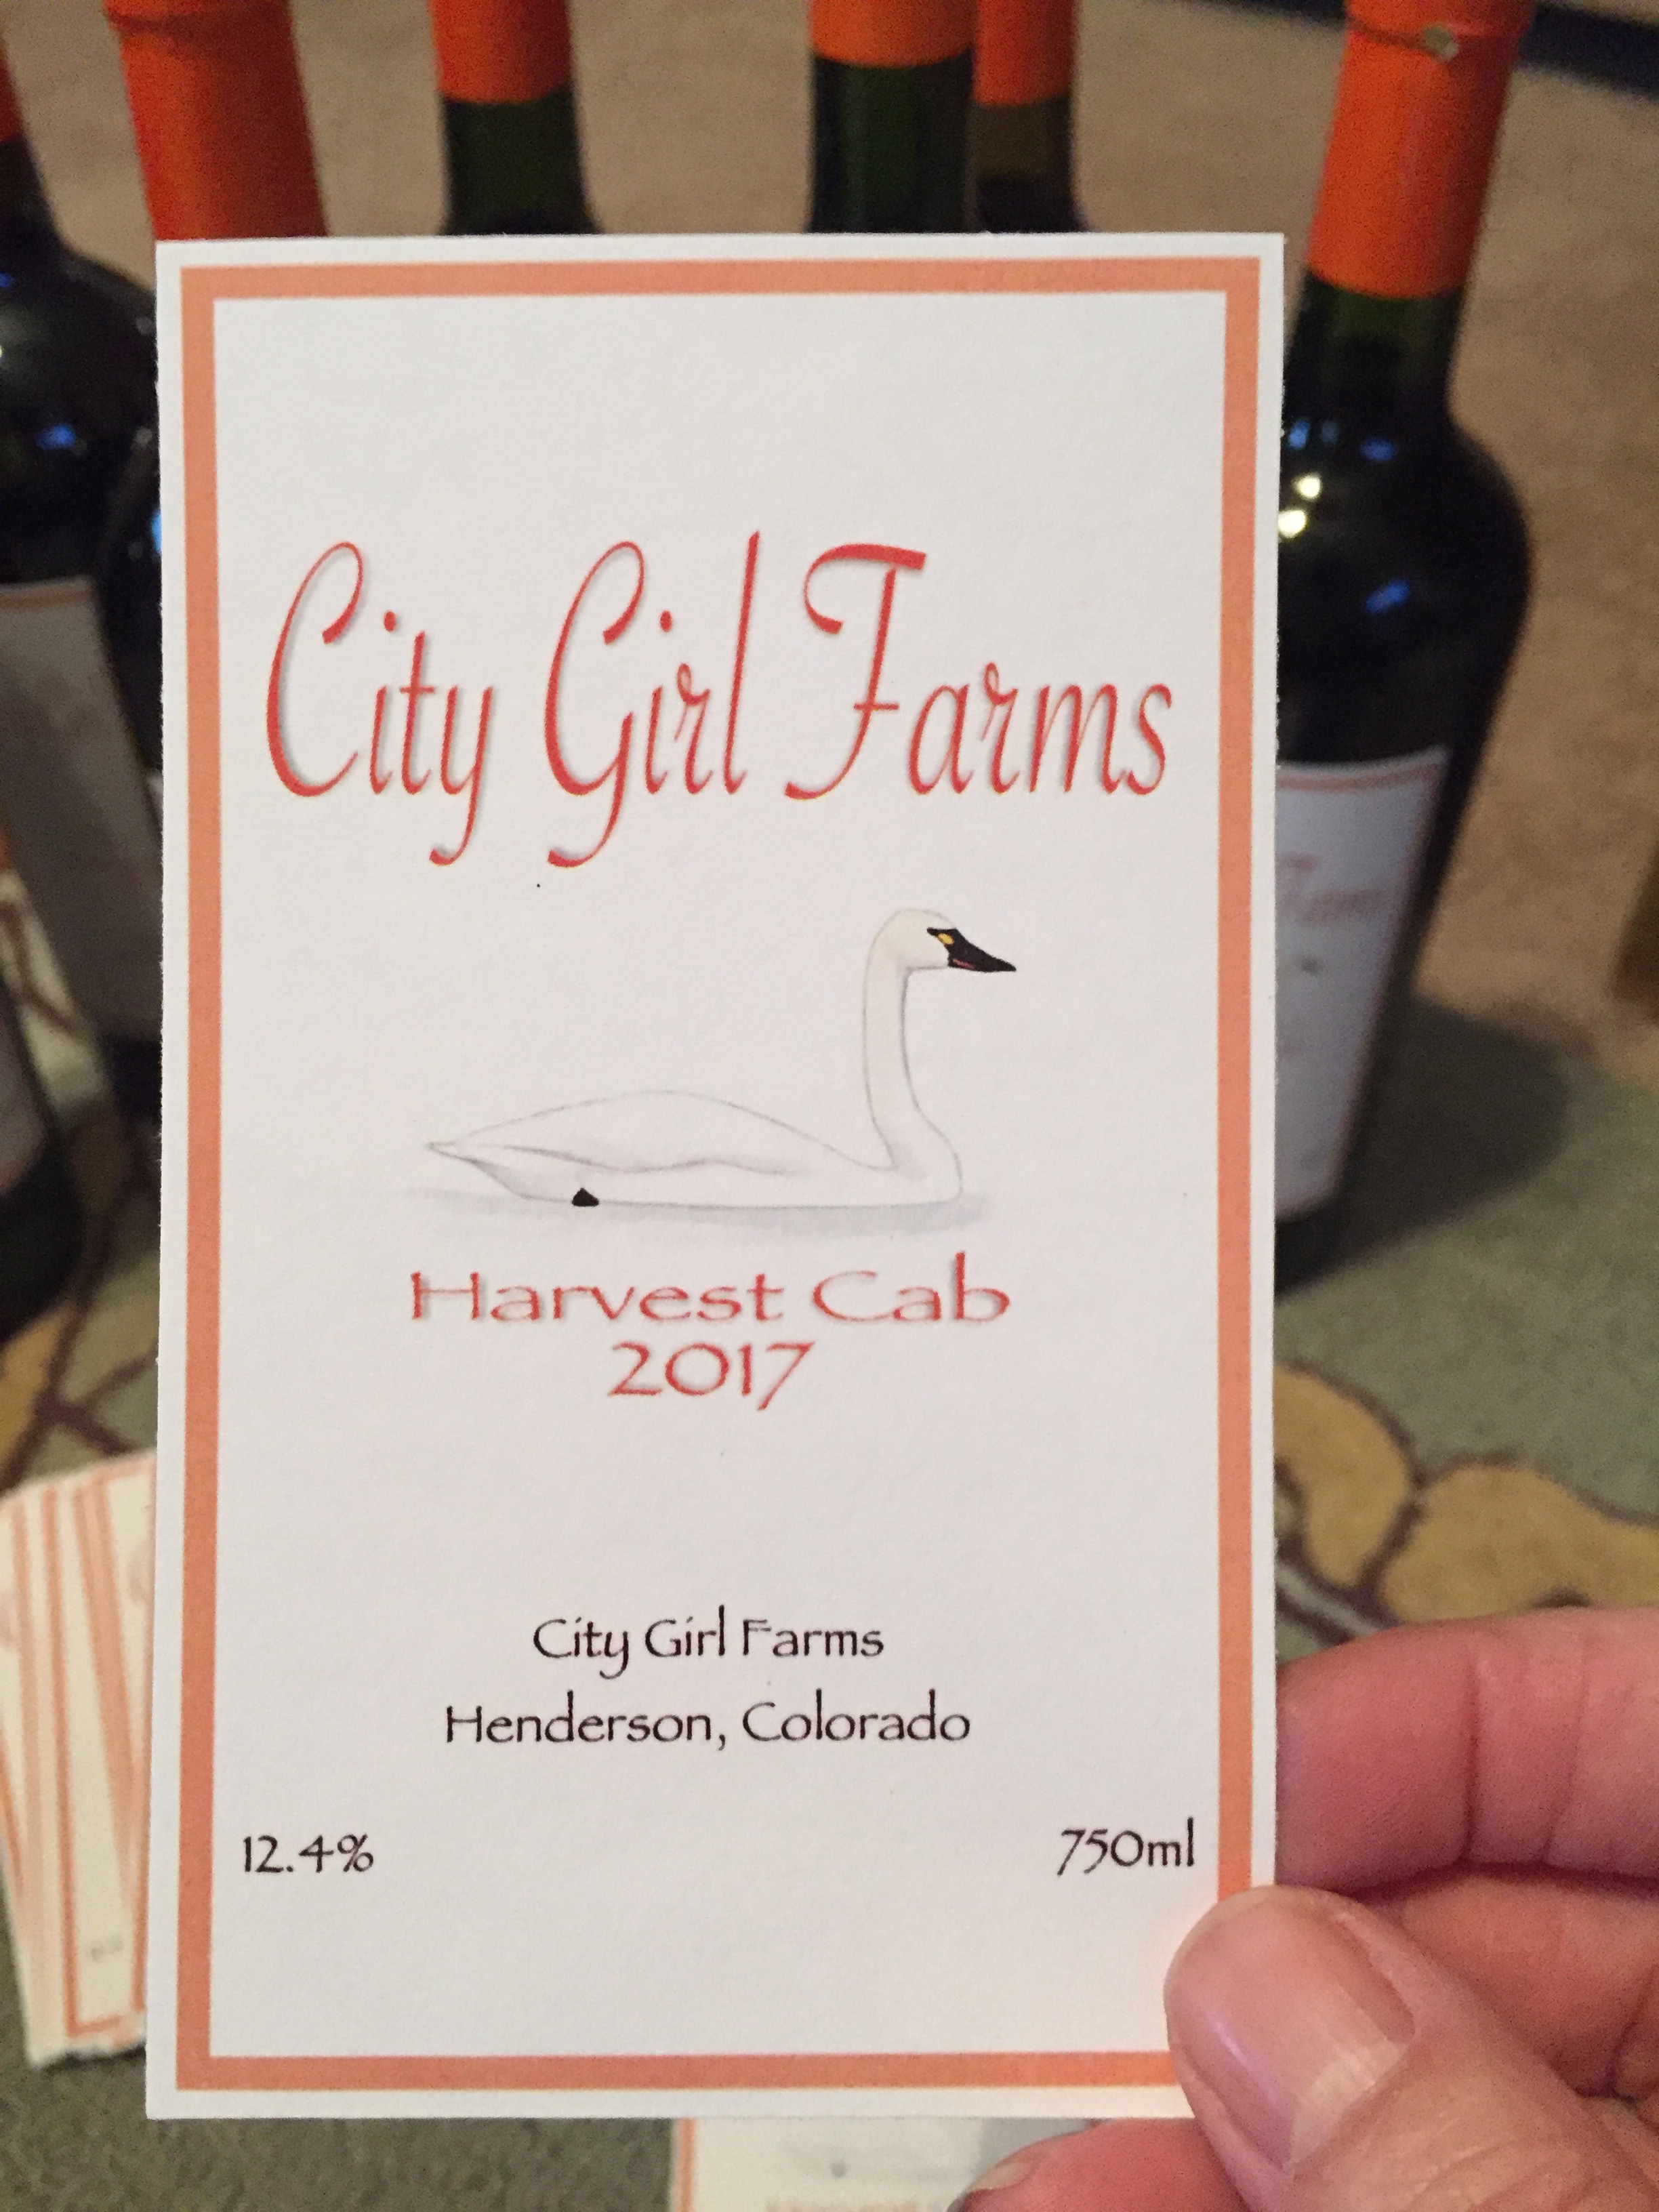 City Girl Farms
Harvest Cab
2017
City Girl Farms
Henderson, Colorado
12.4%
750ml